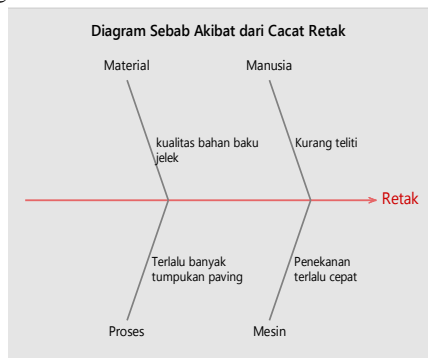 Diagram Sebab Akibat dari Cacat Retak
Material
Manusia
kualitas bahan baku
jelek
Kurang teliti
Retak
Terlalu banyak
tumpukan paving
Penekanan
terlalu cepat
Proses
Mesin